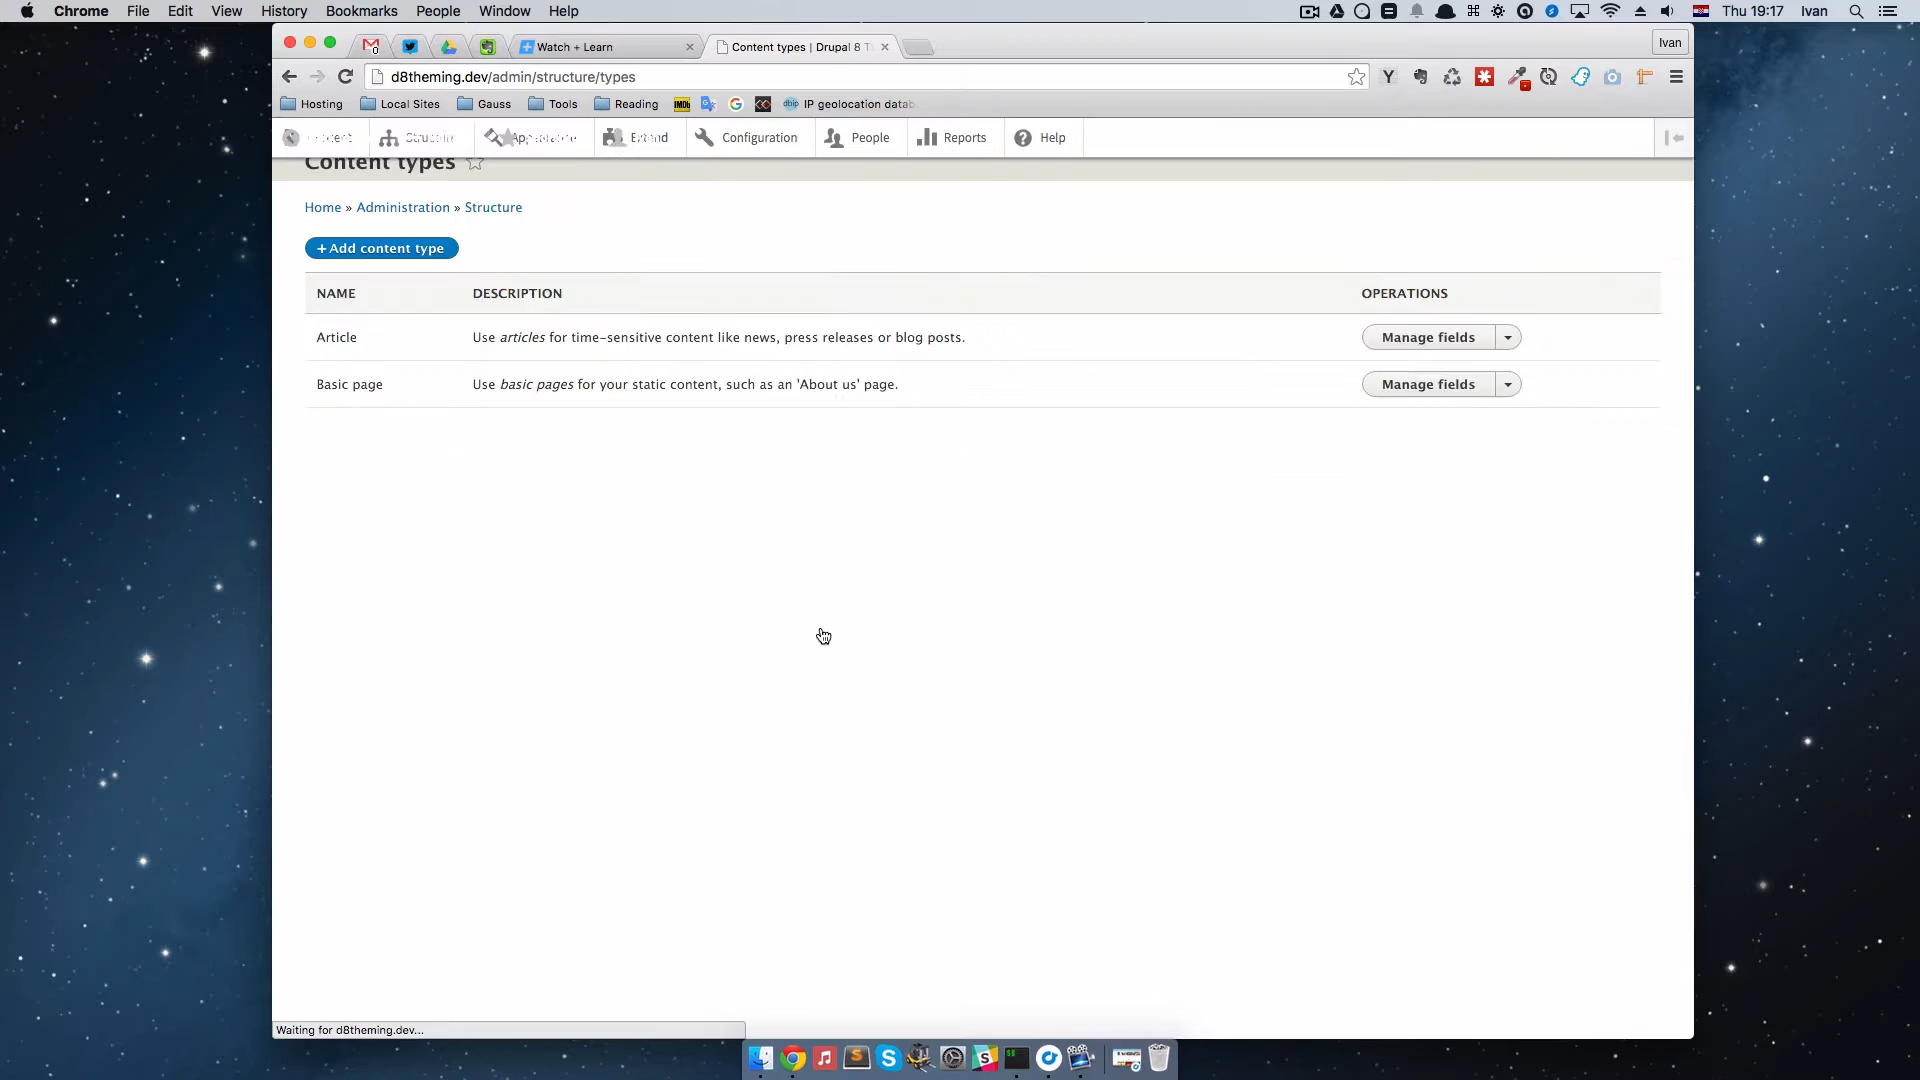 Chrome File Edit View History Bookmarks People Window Help Thu 19:17 Ivan
Watch + Learn Content types | Drupal 8 T Ivan
d8theming.dev/admin/structure/types
Hosting Local Sites Gauss Tools Reading IMDb dbip IP geolocation datab
Extend Configuration People Reports Help
Content types
Home » Administration » Structure
+ Add content type
NAME DESCRIPTION OPERATIONS
Article Use articles for time-sensitive content like news, press releases or blog posts. Manage fields
Basic page Use basic pages for your static content, such as an 'About us' page. Manage fields
Waiting for d8theming.dev...